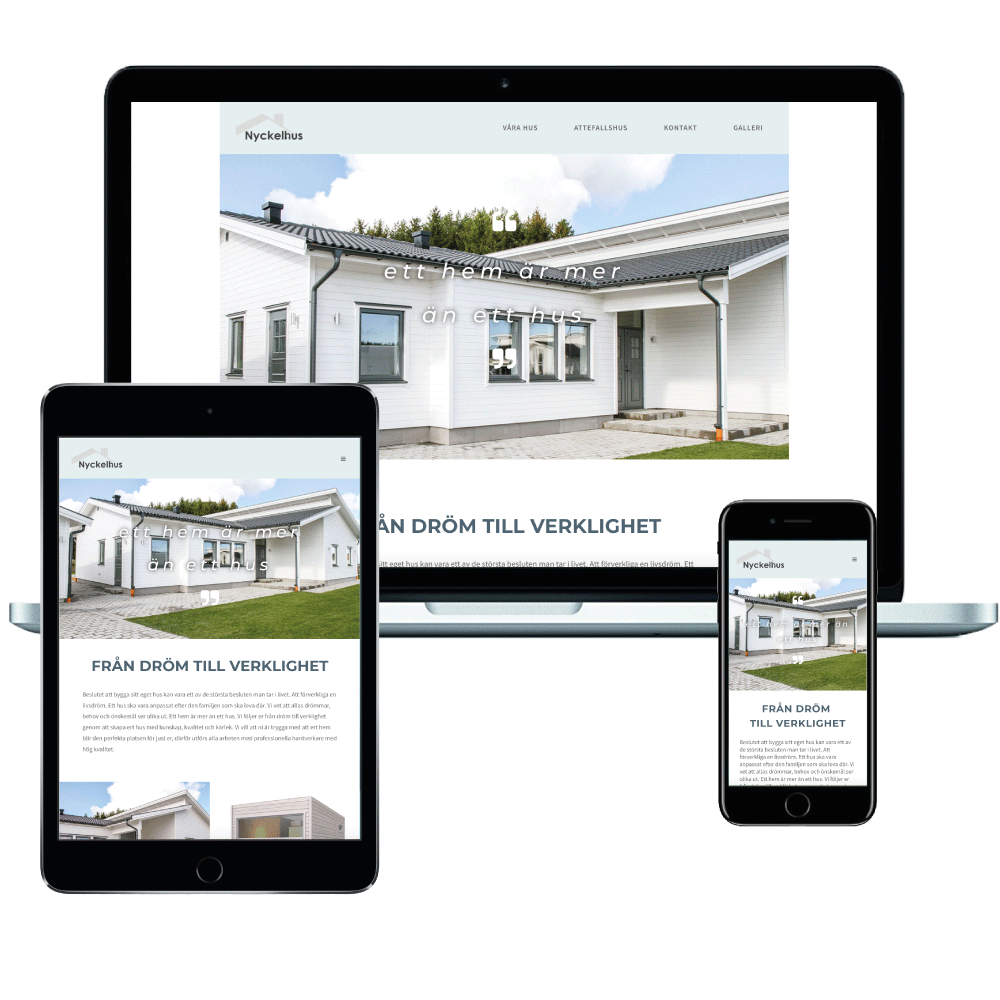 Nyckelhus
VÅRA HUS ATTEFALLSHUS KONTAKT GALLERI
❝
ett hem är mer
än ett hus
❞
ÅN DRÖM TILL VERKLIGHET
sitt eget hus kan vara ett av de största besluten man tar i livet. Att förverkliga en livsdröm. Ett
Nyckelhus
ett hem är mer
än ett hus
❞
FRÅN DRÖM TILL VERKLIGHET
Beslutet att bygga sitt eget hus kan vara ett av de största besluten man tar i livet. Att förverkliga en
livsdröm. Ett hus ska vara anpassat efter den familjen som ska leva där. Vi vet att allas drömmar,
behov och önskemål ser olika ut. Ett hem är mer än ett hus. Vi följer er från dröm till verklighet
genom att skapa ert hus med kunskap, kvalitet och kärlek. Vi vill att ni är trygga med att ert hem
blir den perfekta platsen för just er, därför utförs alla arbeten med professionella hantverkare med
hög kvalitet.
Nyckelhus
❝
ett hem är mer än
ett hus
❞
FRÅN DRÖM
TILL VERKLIGHET
Beslutet att bygga sitt eget hus kan vara ett av
de största besluten man tar i livet. Att
förverkliga en livsdröm. Ett hus ska vara
anpassat efter den familjen som ska leva där. Vi
vet att allas drömmar, behov och önskemål ser
olika ut. Ett hem är mer än ett hus. Vi följer er